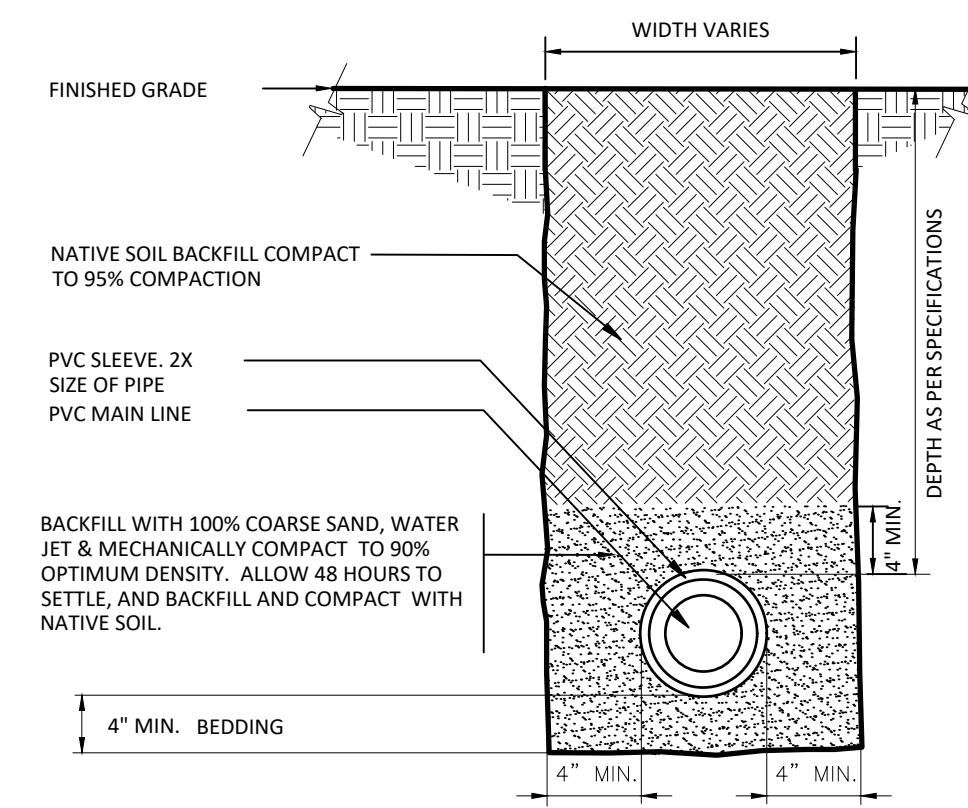 WIDTH VARIES
FINISHED GRADE
NATIVE SOIL BACKFILL COMPACT
TO 95% COMPACTION
DEPTH AS PER SPECIFICATIONS
PVC SLEEVE. 2X
SIZE OF PIPE
PVC MAIN LINE
BACKFILL WITH 100% COARSE SAND, WATER
JET & MECHANICALLY COMPACT TO 90%
OPTIMUM DENSITY. ALLOW 48 HOURS TO
SETTLE, AND BACKFILL AND COMPACT WITH
NATIVE SOIL.
4" MIN.
4" MIN. BEDDING
4” MIN.
4” MIN.